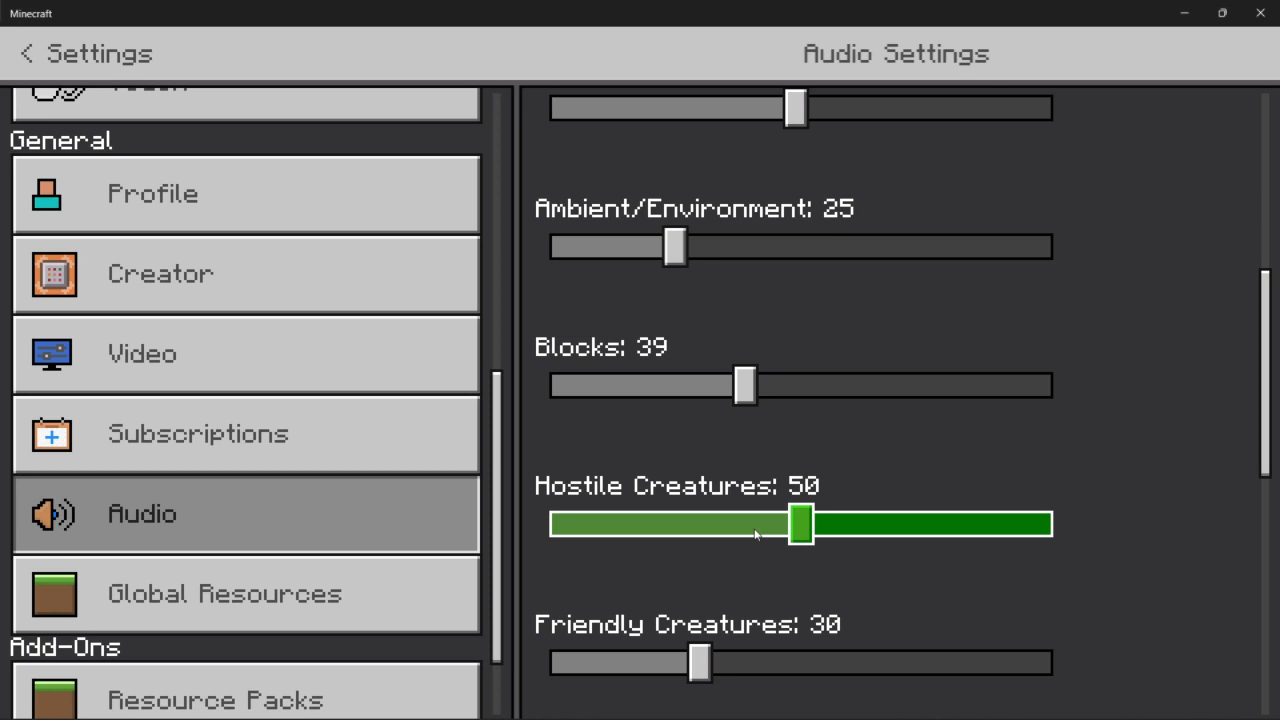 Minecraft
Settings
Audio Settings
General
Profile
Creator
Video
Subscriptions
Audio
Global Resources
Add-Ons
Resource Packs
Ambient/Environment: 25
Blocks: 39
Hostile Creatures: 50
Friendly Creatures: 30